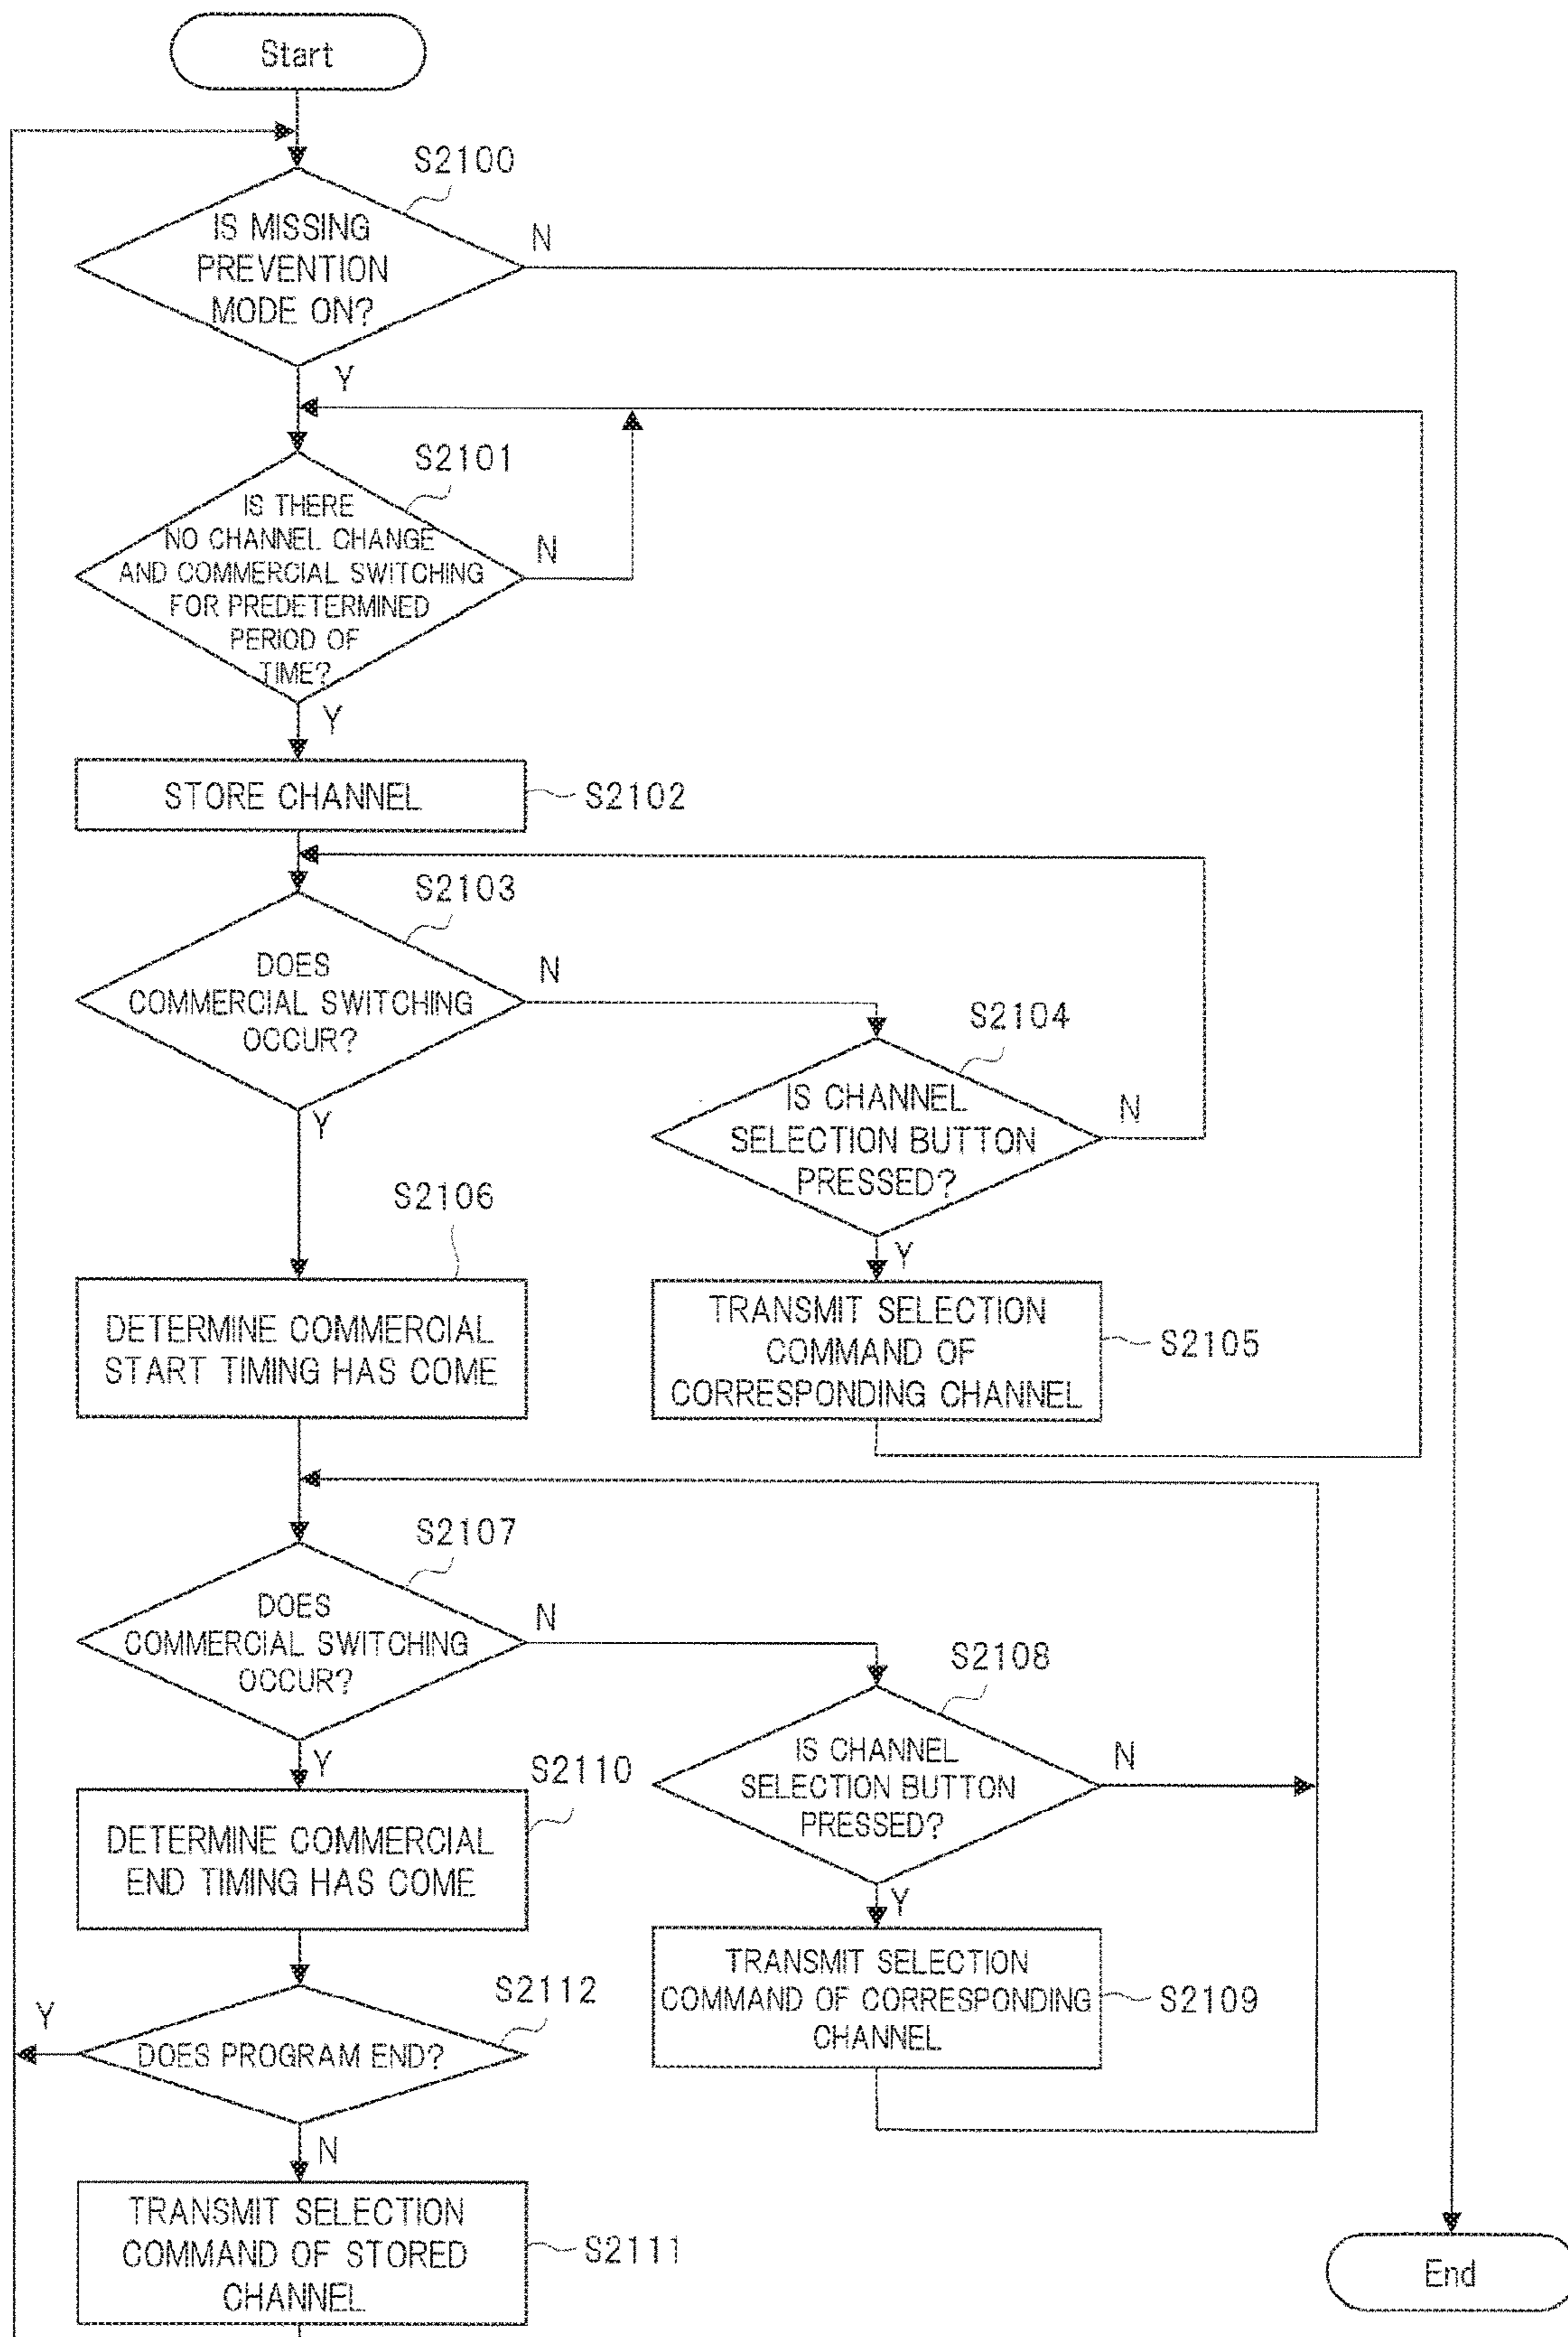 Start
S2100
IS MISSING
PREVENTION
MODE ON?
N
Y
S2101
IS THERE
NO CHANNEL CHANGE
AND COMMERCIAL SWITCHING
FOR PREDETERMINED
PERIOD OF
TIME?
N
Y
STORE CHANNEL
S2102
S2103
DOES
COMMERCIAL SWITCHING
OCCUR?
N
Y
S2104
IS CHANNEL
SELECTION BUTTON
PRESSED?
N
Y
TRANSMIT SELECTION
COMMAND OF
CORRESPONDING CHANNEL
S2105
S2106
DETERMINE COMMERCIAL
START TIMING HAS COME
S2107
DOES
COMMERCIAL SWITCHING
OCCUR?
N
Y
S2108
IS CHANNEL
SELECTION BUTTON
PRESSED?
N
Y
TRANSMIT SELECTION
COMMAND OF CORRESPONDING
CHANNEL
S2109
S2110
DETERMINE COMMERCIAL
END TIMING HAS COME
S2112
DOES PROGRAM END?
Y
N
TRANSMIT SELECTION
COMMAND OF STORED
CHANNEL
S2111
End